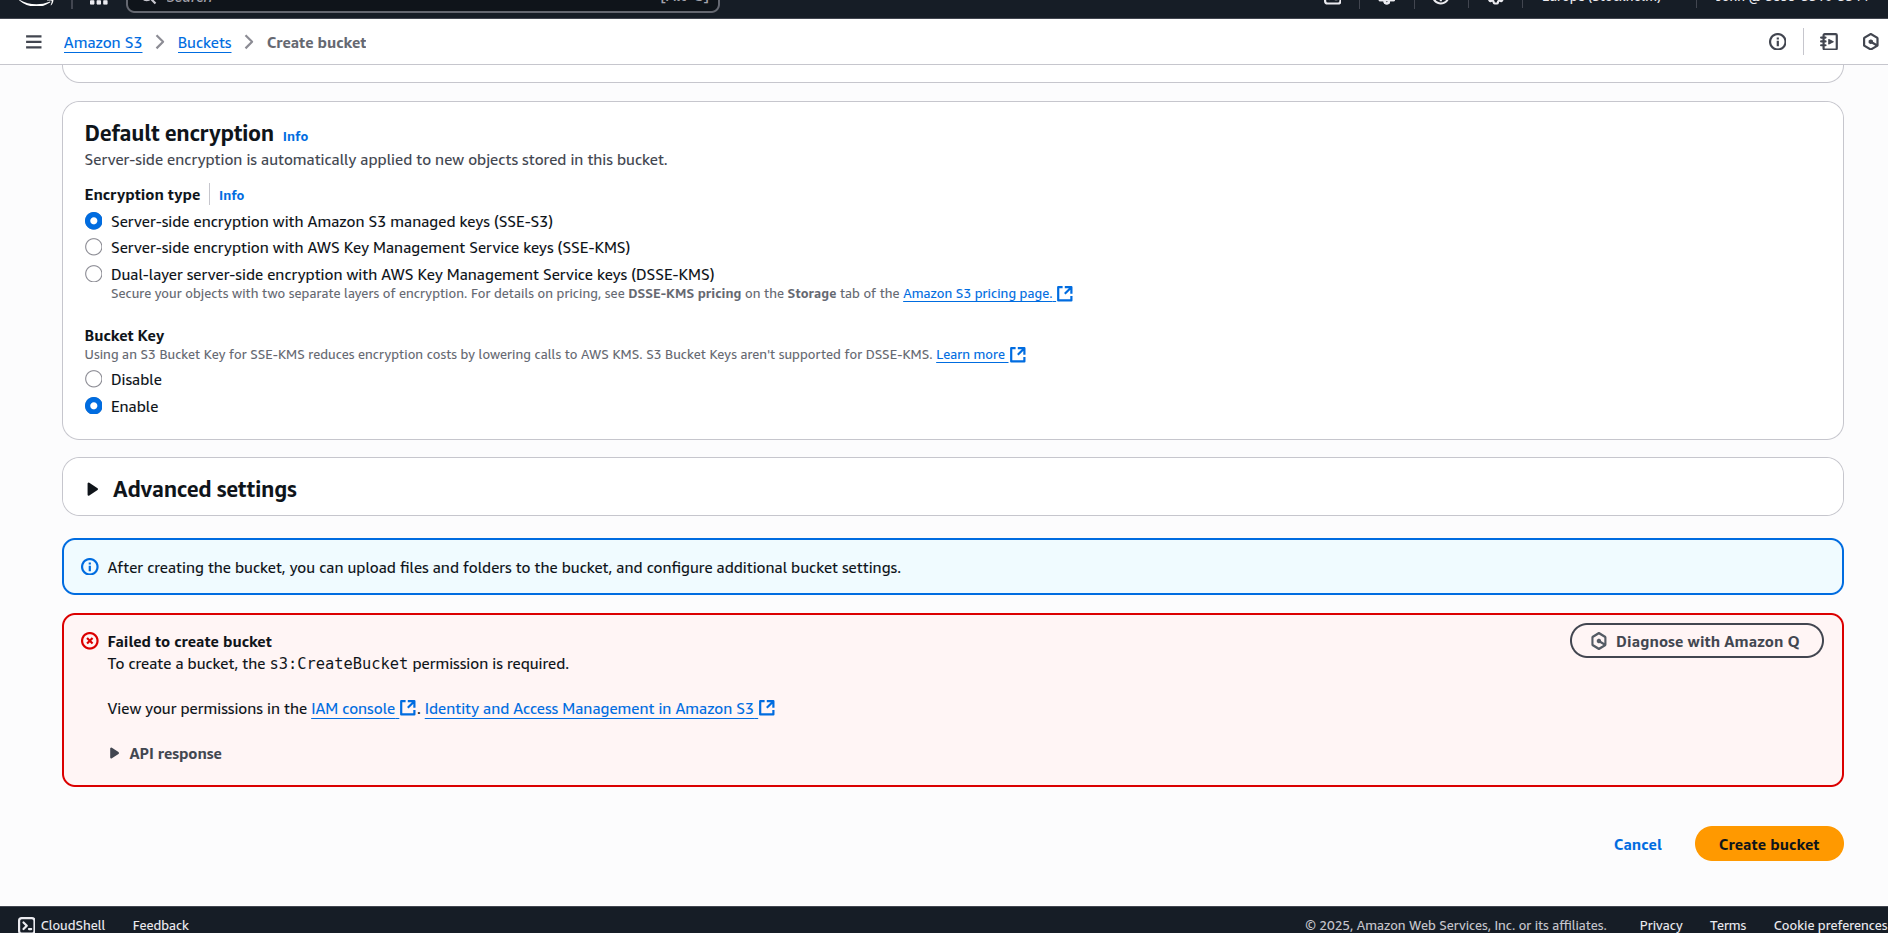 Amazon S3 > Buckets > Create bucket
Default encryption Info
Server-side encryption is automatically applied to new objects stored in this bucket.
Encryption type Info
Server-side encryption with Amazon S3 managed keys (SSE-S3)
Server-side encryption with AWS Key Management Service keys (SSE-KMS)
Dual-layer server-side encryption with AWS Key Management Service keys (DSSE-KMS)
Secure your objects with two separate layers of encryption. For details on pricing, see DSSE-KMS pricing on the Storage tab of the Amazon S3 pricing page.
Bucket Key
Using an S3 Bucket Key for SSE-KMS reduces encryption costs by lowering calls to AWS KMS. S3 Bucket Keys aren't supported for DSSE-KMS. Learn more
Disable
Enable
Advanced settings
After creating the bucket, you can upload files and folders to the bucket, and configure additional bucket settings.
Failed to create bucket
Diagnose with Amazon Q
To create a bucket, the s3:CreateBucket permission is required.
View your permissions in the IAM console. Identity and Access Management in Amazon S3
API response
Cancel
Create bucket
CloudShell Feedback © 2025, Amazon Web Services, Inc. or its affiliates. Privacy Terms Cookie preferences